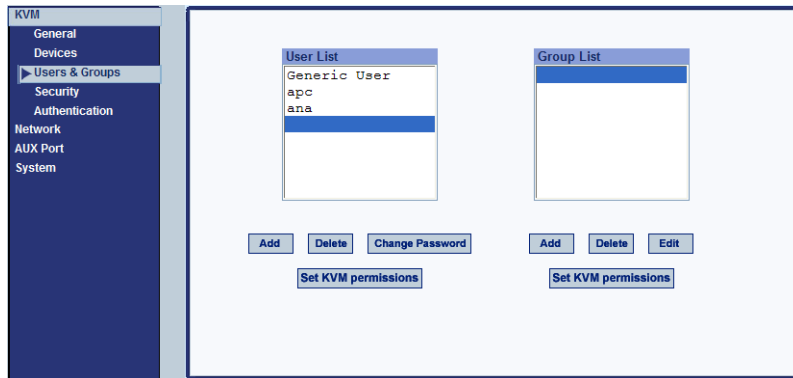 KVM
General
Devices
Users & Groups
Security
Authentication
Network
AUX Port
System
User List
Generic User
apc
ana
Add Delete Change Password
Set KVM permissions
Group List
Add Delete Edit
Set KVM permissions